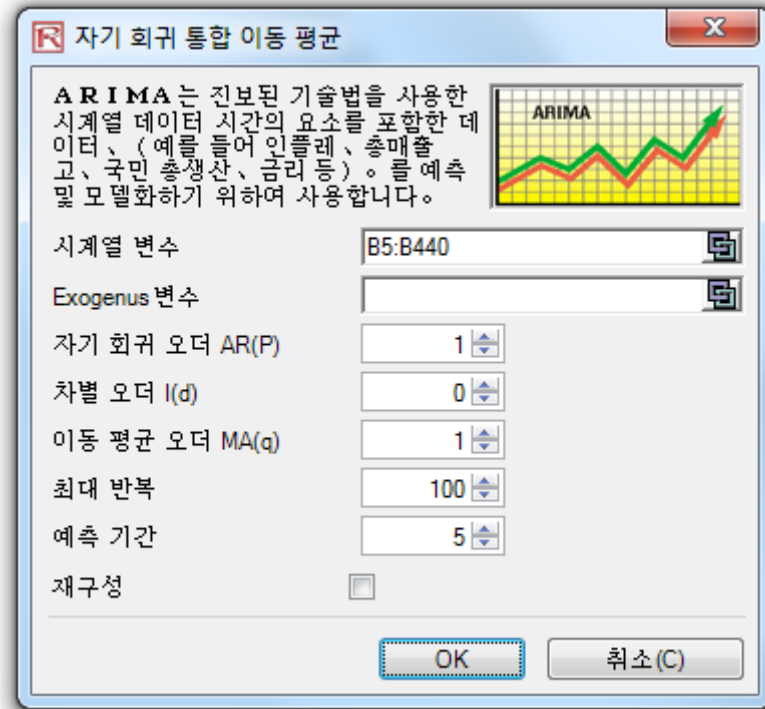 자기 회귀 통합 이동 평균
ARIMA는 진보된 기술법을 사용한
시계열 데이터 시간의 요소를 포함한 데
이터、(예를 들어 인플레、총매출
고、국민 총생산、금리 등)。를 예측
및 모델화하기 위하여 사용합니다。
ARIMA
시계열 변수 B5:B440
Exogenus 변수
자기 회귀 오더 AR(P) 1
차별 오더 I(d) 0
이동 평균 오더 MA(q) 1
최대 반복 100
예측 기간 5
재구성
OK 취소(C)